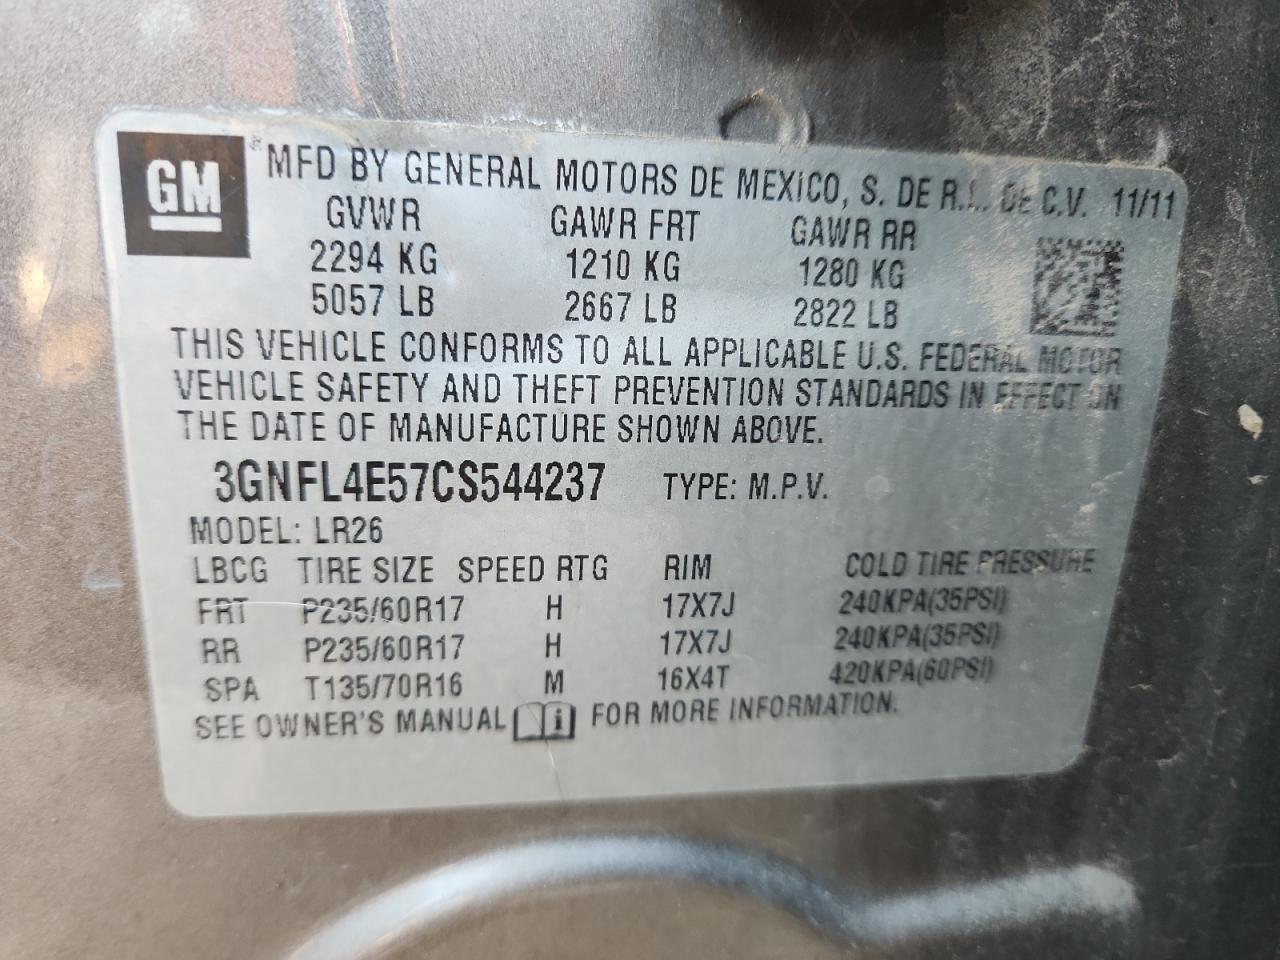 GM
MFD BY GENERAL MOTORS DE MEXICO, S. DE R.L. DE C.V. 11/11
GVWR GAWR FRT GAWR RR
2294 KG 1210 KG 1280 KG
5057 LB 2667 LB 2822 LB
THIS VEHICLE CONFORMS TO ALL APPLICABLE U.S. FEDERAL MOTOR
VEHICLE SAFETY AND THEFT PREVENTION STANDARDS IN EFFECT ON
THE DATE OF MANUFACTURE SHOWN ABOVE.
3GNFL4E57CS544237 TYPE: M.P.V.
MODEL: LR26
LBCG TIRE SIZE SPEED RTG RIM COLD TIRE PRESSURE
FRT P235/60R17 H 17X7J 240KPA(35PSI)
RR P235/60R17 H 17X7J 240KPA(35PSI)
SPA T135/70R16 M 16X4T 420KPA(60PSI)
SEE OWNER'S MANUAL i FOR MORE INFORMATION.